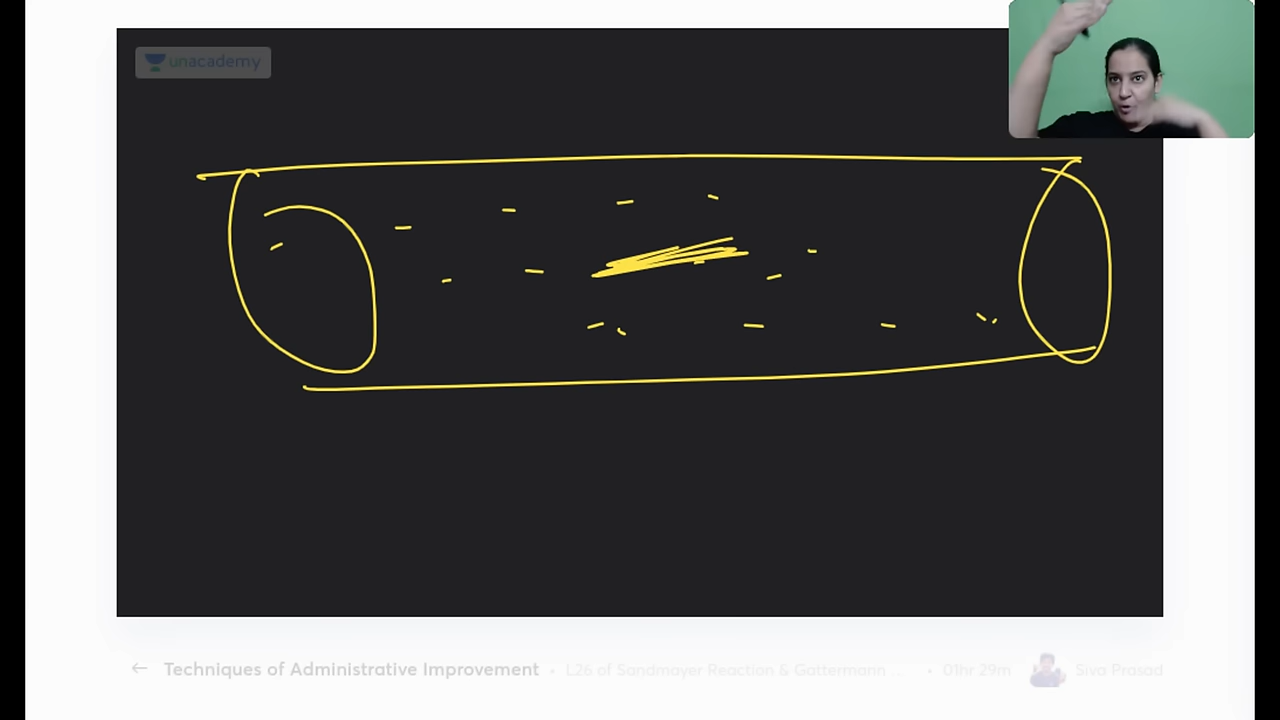 unacademy
← Techniques of Administrative Improvement • L26 of Sandmayer Reaction & Gattermann ... • 01hr 29m Siva Prasad